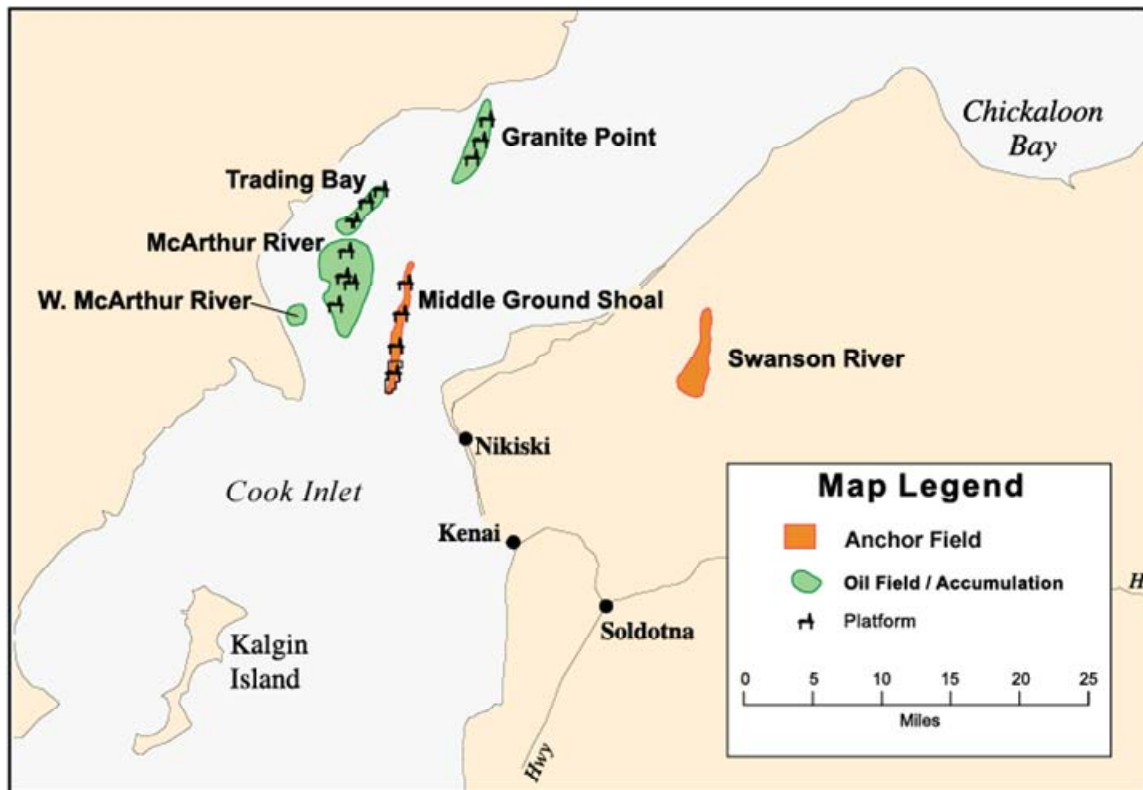 Chickaloon
Bay
Granite Point
Trading Bay
McArthur River
W. McArthur River
Middle Ground Shoal
Swanson River
Nikiski
Cook Inlet
Kenai
Soldotna
Kalgin
Island
Hwy
H
Map Legend
Anchor Field
Oil Field / Accumulation
Platform
0 5 10 15 20 25
Miles